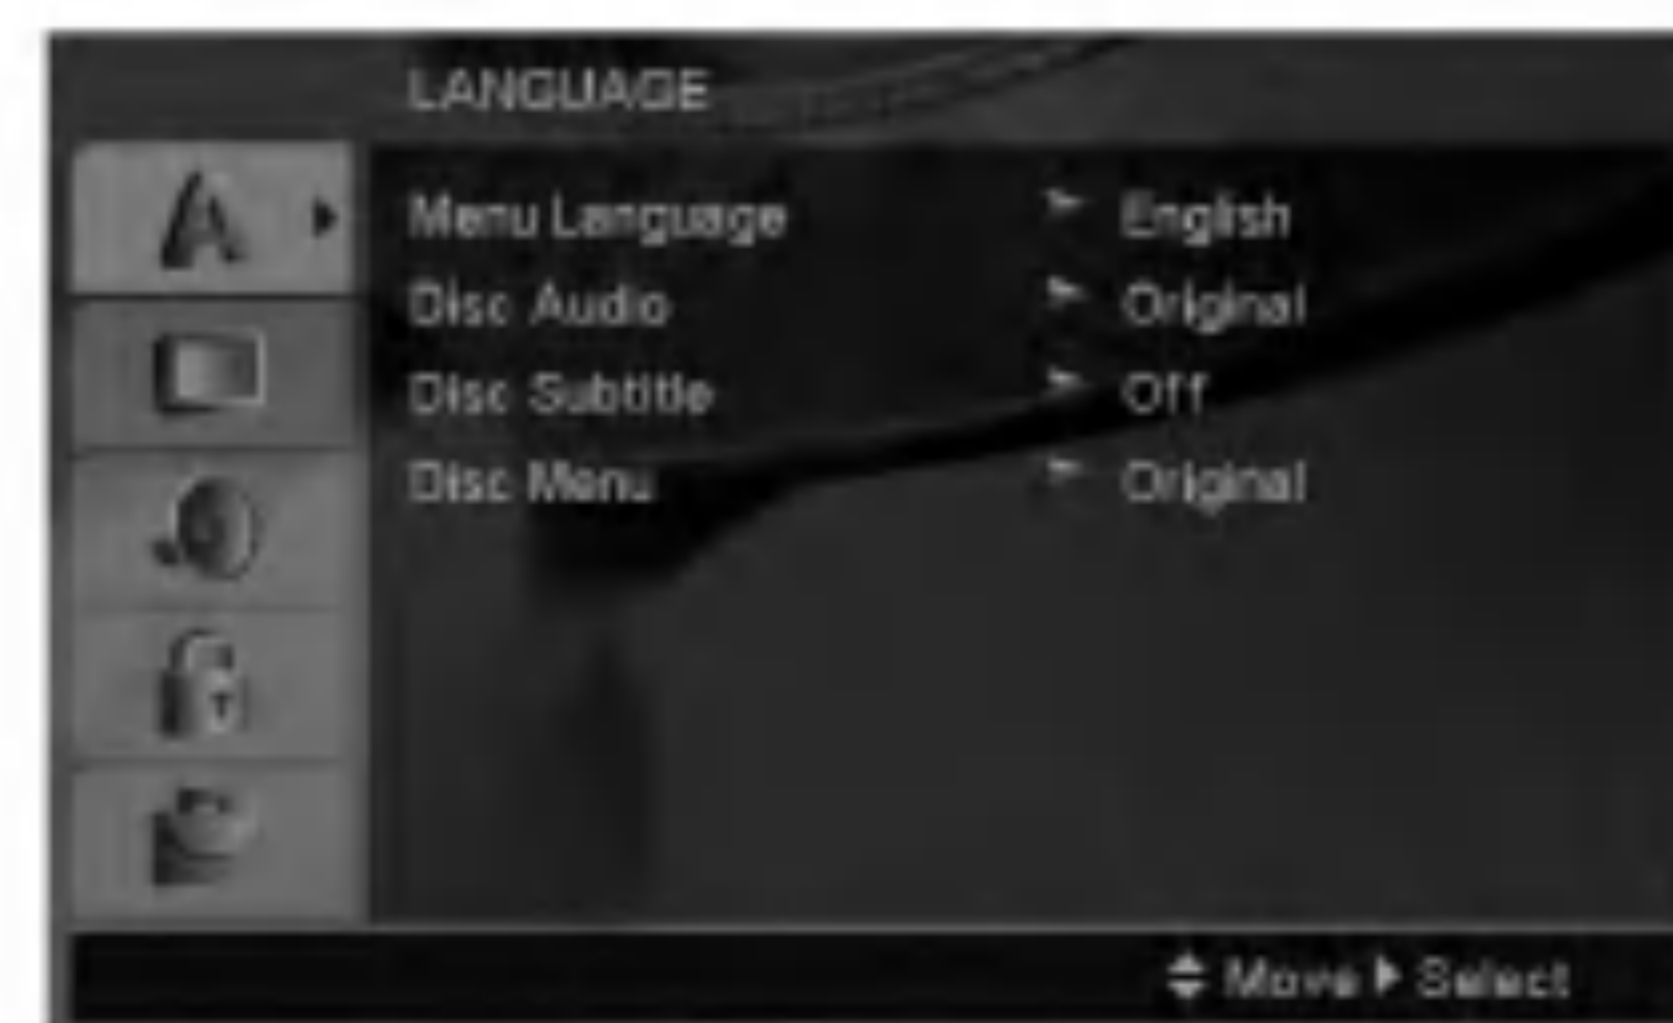 LANGUAGE
A
Menu Language English
Disc Audio Original
Disc Subtitle Off
Disc Menu Original
Move Select